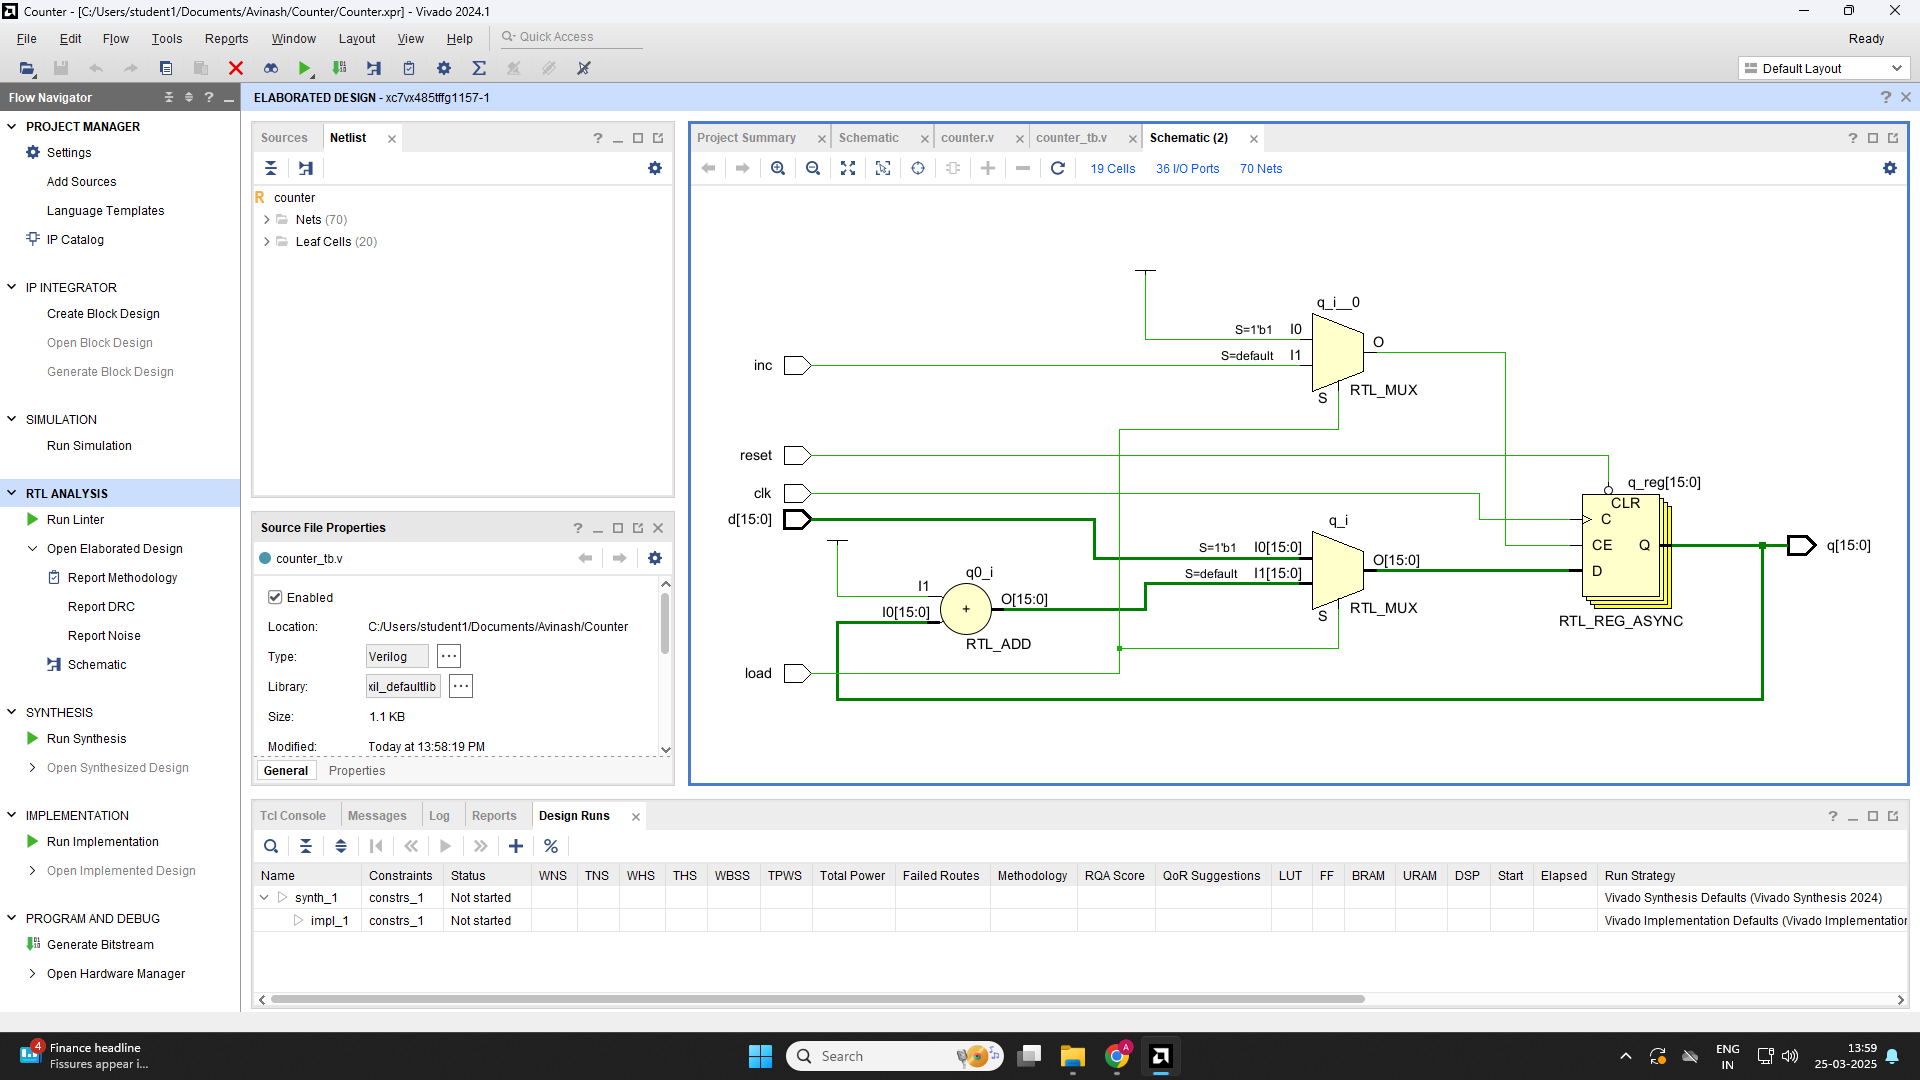 Counter - [C:/Users/student1/Documents/Avinash/Counter/Counter.xpr] - Vivado 2024.1
File Edit Flow Tools Reports Window Layout View Help Quick Access Ready
Default Layout
Flow Navigator
PROJECT MANAGER
Settings
Add Sources
Language Templates
IP Catalog
IP INTEGRATOR
Create Block Design
Open Block Design
Generate Block Design
SIMULATION
Run Simulation
RTL ANALYSIS
Run Linter
Open Elaborated Design
Report Methodology
Report DRC
Report Noise
Schematic
SYNTHESIS
Run Synthesis
Open Synthesized Design
IMPLEMENTATION
Run Implementation
Open Implemented Design
PROGRAM AND DEBUG
Generate Bitstream
Open Hardware Manager
ELABORATED DESIGN - xc7vx485tffg1157-1
Sources Netlist
R counter
Nets (70)
Leaf Cells (20)
Source File Properties
counter_tb.v
Enabled
Location: C:/Users/student1/Documents/Avinash/Counter
Type: Verilog
Library: xil_defaultlib
Size: 1.1 KB
Modified: Today at 13:58:19 PM
General Properties
Project Summary Schematic counter.v counter_tb.v Schematic (2)
19 Cells 36 I/O Ports 70 Nets
q_i__0
S=1'b1 I0
O
S=default I1
inc
RTL_MUX
S
reset
q_reg[15:0]
clk
CLR
C
d[15:0]
q_i
S=1'b1 I0[15:0]
CE Q
q[15:0]
O[15:0]
S=default I1[15:0]
D
q0_i
I1
O[15:0]
I0[15:0]
+
RTL_MUX
S
RTL_REG_ASYNC
RTL_ADD
load
Tcl Console Messages Log Reports Design Runs
Name Constraints Status WNS TNS WHS THS WBSS TPWS Total Power Failed Routes Methodology RQA Score QoR Suggestions LUT FF BRAM URAM DSP Start Elapsed Run Strategy
synth_1 constrs_1 Not started Vivado Synthesis Defaults (Vivado Synthesis 2024)
impl_1 constrs_1 Not started Vivado Implementation Defaults (Vivado Implementation
4
Finance headline
Fissures appear i...
Search
A
ENG
IN
13:59
25-03-2025